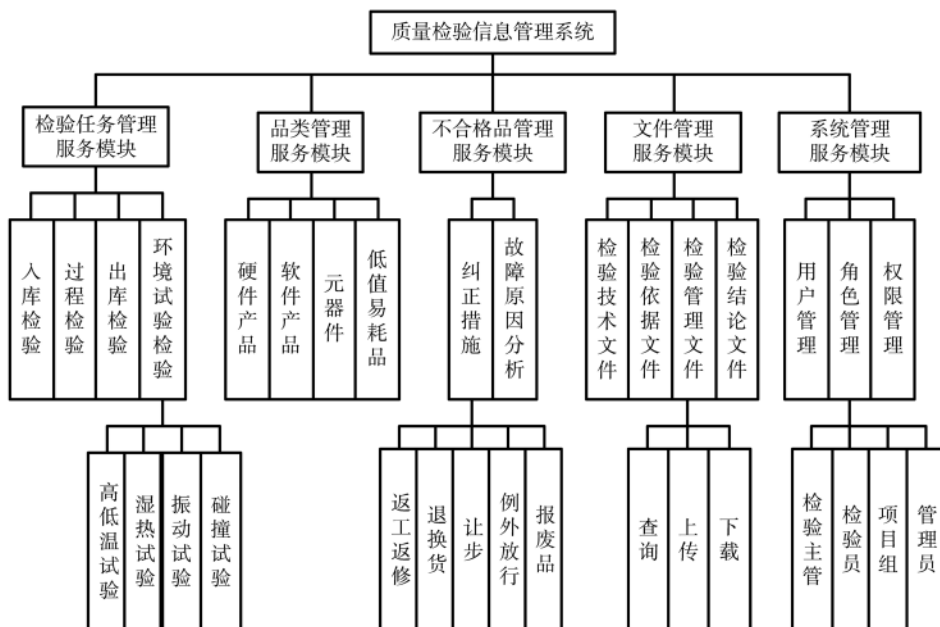 质量检验信息管理系统
检验任务管理
服务模块
品类管理
服务模块
不合格品管理
服务模块
文件管理
服务模块
系统管理
服务模块
入库检验
过程检验
出库检验
环境试验检验
硬件产品
软件产品
元器件
低值易耗品
纠正措施
故障原因分析
检验技术文件
检验依据文件
检验管理文件
检验结论文件
用户管理
角色管理
权限管理
高低温试验
湿热试验
振动试验
碰撞试验
返工返修
退换货
让步
例外放行
报废品
查询
上传
下载
检验主管
检验员
项目组
管理员